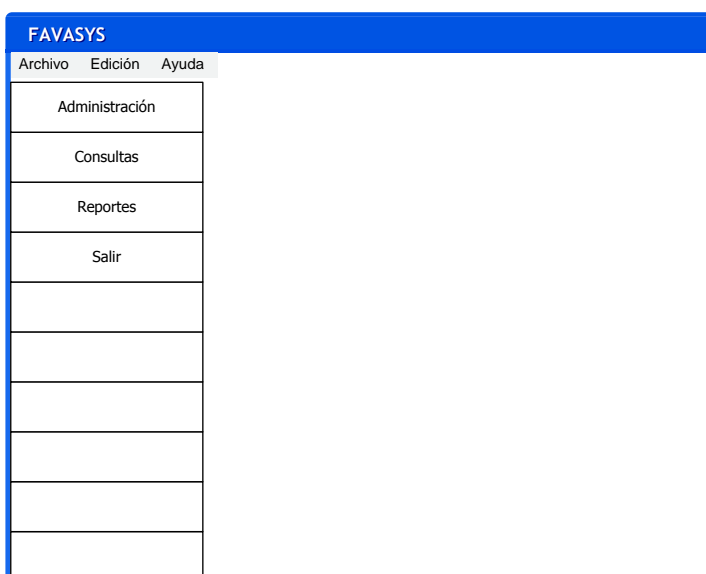 FAVASYS
Archivo Edición Ayuda
Administración
Consultas
Reportes
Salir